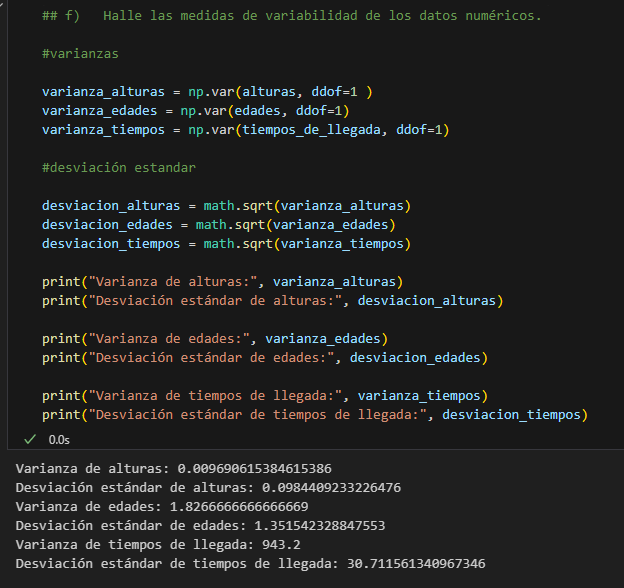 ## f)   Halle las medidas de variabilidad de los datos numéricos.
#varianzas
varianza_alturas = np.var(alturas, ddof=1 )
varianza_edades = np.var(edades, ddof=1)
varianza_tiempos = np.var(tiempos_de_llegada, ddof=1)
#desviación estandar
desviacion_alturas = math.sqrt(varianza_alturas)
desviacion_edades = math.sqrt(varianza_edades)
desviacion_tiempos = math.sqrt(varianza_tiempos)
print("Varianza de alturas:", varianza_alturas)
print("Desviación estándar de alturas:", desviacion_alturas)
print("Varianza de edades:", varianza_edades)
print("Desviación estándar de edades:", desviacion_edades)
print("Varianza de tiempos de llegada:", varianza_tiempos)
print("Desviación estándar de tiempos de llegada:", desviacion_tiempos)
0.0s
Varianza de alturas: 0.009690615384615386
Desviación estándar de alturas: 0.0984409233226476
Varianza de edades: 1.8266666666666669
Desviación estándar de edades: 1.351542328847553
Varianza de tiempos de llegada: 943.2
Desviación estándar de tiempos de llegada: 30.711561340967346